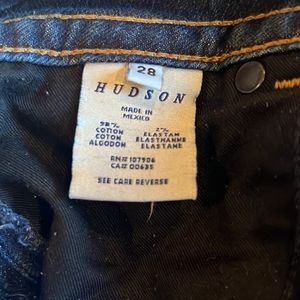 28
HUDSON
MADE IN
MEXICO
98% 2%
COTTON ELASTAN
COTON ELASTHANNE
ALGODON ELASTANE
RN# 107906
CA# 00635
SEE CARE REVERSE